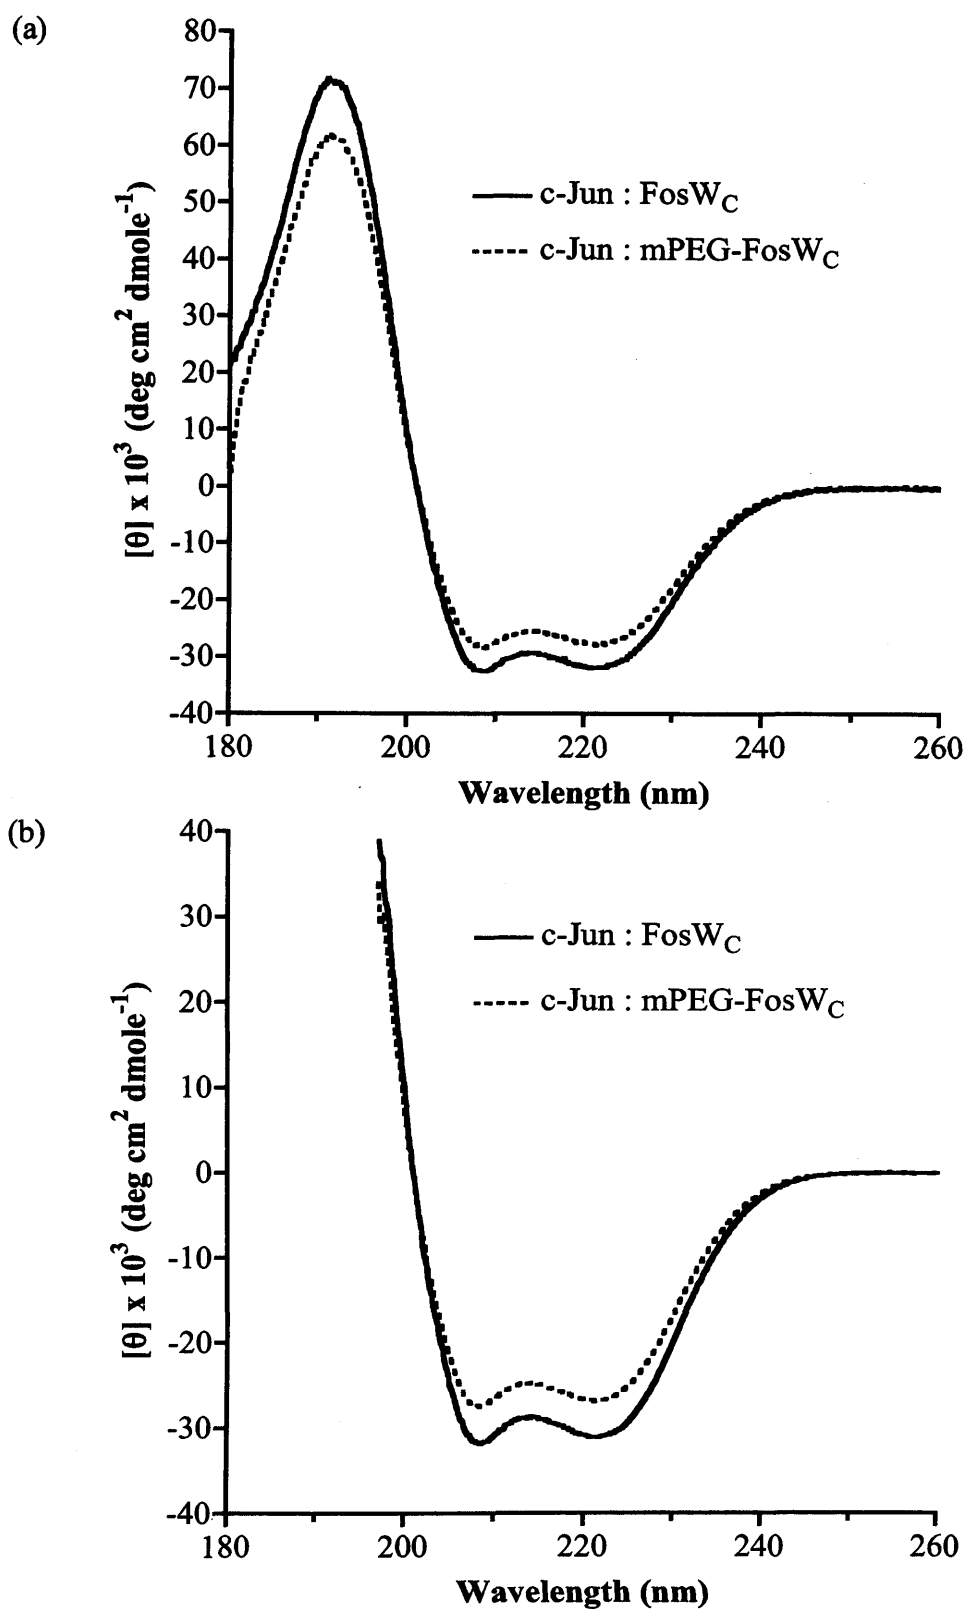 (a)
80
70
60
50
40
30
20
10
0
-10
-20
-30
-40
[θ] x 10³ (deg cm² dmole⁻¹)
c-Jun : FosW_C
c-Jun : mPEG-FosW_C
180 200 220 240 260
Wavelength (nm)
(b)
40
30
20
10
0
-10
-20
-30
-40
[θ] x 10³ (deg cm² dmole⁻¹)
c-Jun : FosW_C
c-Jun : mPEG-FosW_C
180 200 220 240 260
Wavelength (nm)